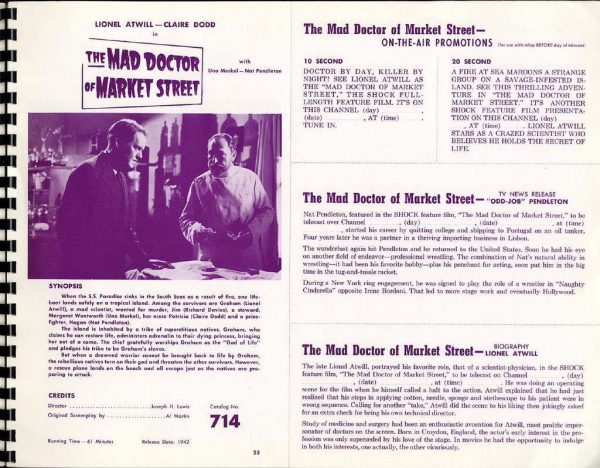 LIONEL ATWILL — CLAIRE DODD
in
THE MAD DOCTOR
OF MARKET STREET
with
Una Merkel — Nat Pendleton
SYNOPSIS
When the S.S. Paradise sinks in the South Seas as a result of fire, one life-
boat lands safely on a tropical island. Among the survivors are Graham (Lionel
Atwill), a mad scientist, wanted for murder, Jim (Richard Davies), a steward,
Margaret Wentworth (Una Merkel), her niece Patricia (Claire Dodd) and a prize-
fighter, Hogan (Nat Pendleton).
The island is inhabited by a tribe of superstitious natives. Graham, who
claims he can restore life, administers adrenalin to their dying princess, bringing
her out of a coma. The chief gratefully worships Graham as the "God of Life"
and pledges his tribe to be Graham's slaves.
But when a drowned warrior cannot be brought back to life by Graham,
the rebellious natives turn on their god and threaten the other survivors. However,
a rescue plane lands on the beach and all escape just as the natives are pre-
paring to attack.
CREDITS
Director Joseph H. Lewis
Original Screenplay by Al Martin
Catalog No.
714
Running Time — 61 Minutes Release Date: 1942
23
The Mad Doctor of Market Street—
ON-THE-AIR PROMOTIONS (for use with telop BEFORE day of telecast)
10 SECOND
DOCTOR BY DAY, KILLER BY
NIGHT! SEE LIONEL ATWILL AS
THE "MAD DOCTOR OF MARKET
STREET," THE SHOCK FULL-
LENGTH FEATURE FILM. IT'S ON
THIS CHANNEL (day) ,
(date) , AT (time) .
TUNE IN.
20 SECOND
A FIRE AT SEA MAROONS A STRANGE
GROUP ON A SAVAGE-INFESTED IS-
LAND. SEE THIS THRILLING ADVEN-
TURE IN "THE MAD DOCTOR OF
MARKET STREET." IT'S ANOTHER
SHOCK FEATURE FILM PRESENTA-
TION ON THIS CHANNEL (day)
, AT (time) . LIONEL ATWILL
STARS AS A CRAZED SCIENTIST WHO
BELIEVES HE HOLDS THE SECRET OF
LIFE.
The Mad Doctor of Market Street— TV NEWS RELEASE
"ODD-JOB" PENDLETON
Nat Pendleton, featured in the SHOCK feature film, "The Mad Doctor of Market Street," to be
telecast over Channel , (day) , (date) , at (time)
, started his career by quitting college and shipping to Portugal on an oil tanker.
Four years later he was a partner in a thriving importing business in Lisbon.
The wanderlust again hit Pendleton and he returned to the United States. Soon he had his eye
on another field of endeavor—professional wrestling. The combination of Nat's natural ability in
wrestling—it had been his favorite hobby—plus his penchant for acting, soon put him in the big
time in the tug-and-tussle racket.
During a New York ring engagement, he was signed to play the role of a wrestler in "Naughty
Cinderella" opposite Irene Bordoni. That led to more stage work and eventually Hollywood.
The Mad Doctor of Market Street— BIOGRAPHY
LIONEL ATWILL
The late Lionel Atwill, portrayed his favorite role, that of a scientist-physician, in the SHOCK
feature film, "The Mad Doctor of Market Street," to be telecast on Channel , (day)
, (date) , at (time) . He was doing an operating
scene for the film when he himself called a halt to the action. Atwill explained that he had just
realized that his steps in applying cotton, needle, sponge and stethoscope to his patient were in
wrong sequence. Calling for another "take," Atwill did the scene to his liking then jokingly asked
for an extra check for being his own technical director.
Study of medicine and surgery had been an enthusiastic avocation for Atwill, most prolific imper-
sonator of doctors on the screen. Born in Croydon, England, the actor's early interest in the pro-
fession was only superseded by his love of the stage. In movies he had the opportunity to indulge
in both his interests, one actually, the other vicariously.